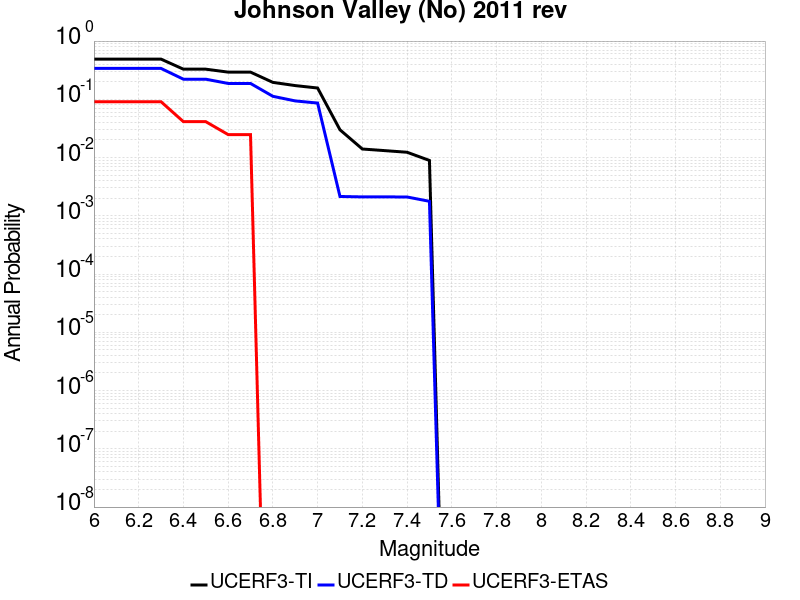 Johnson Valley (No) 2011 rev
Annual Probability
10^0
10^-1
10^-2
10^-3
10^-4
10^-5
10^-6
10^-7
10^-8
6 6.2 6.4 6.6 6.8 7 7.2 7.4 7.6 7.8 8 8.2 8.4 8.6 8.8 9
Magnitude
UCERF3-TI UCERF3-TD UCERF3-ETAS